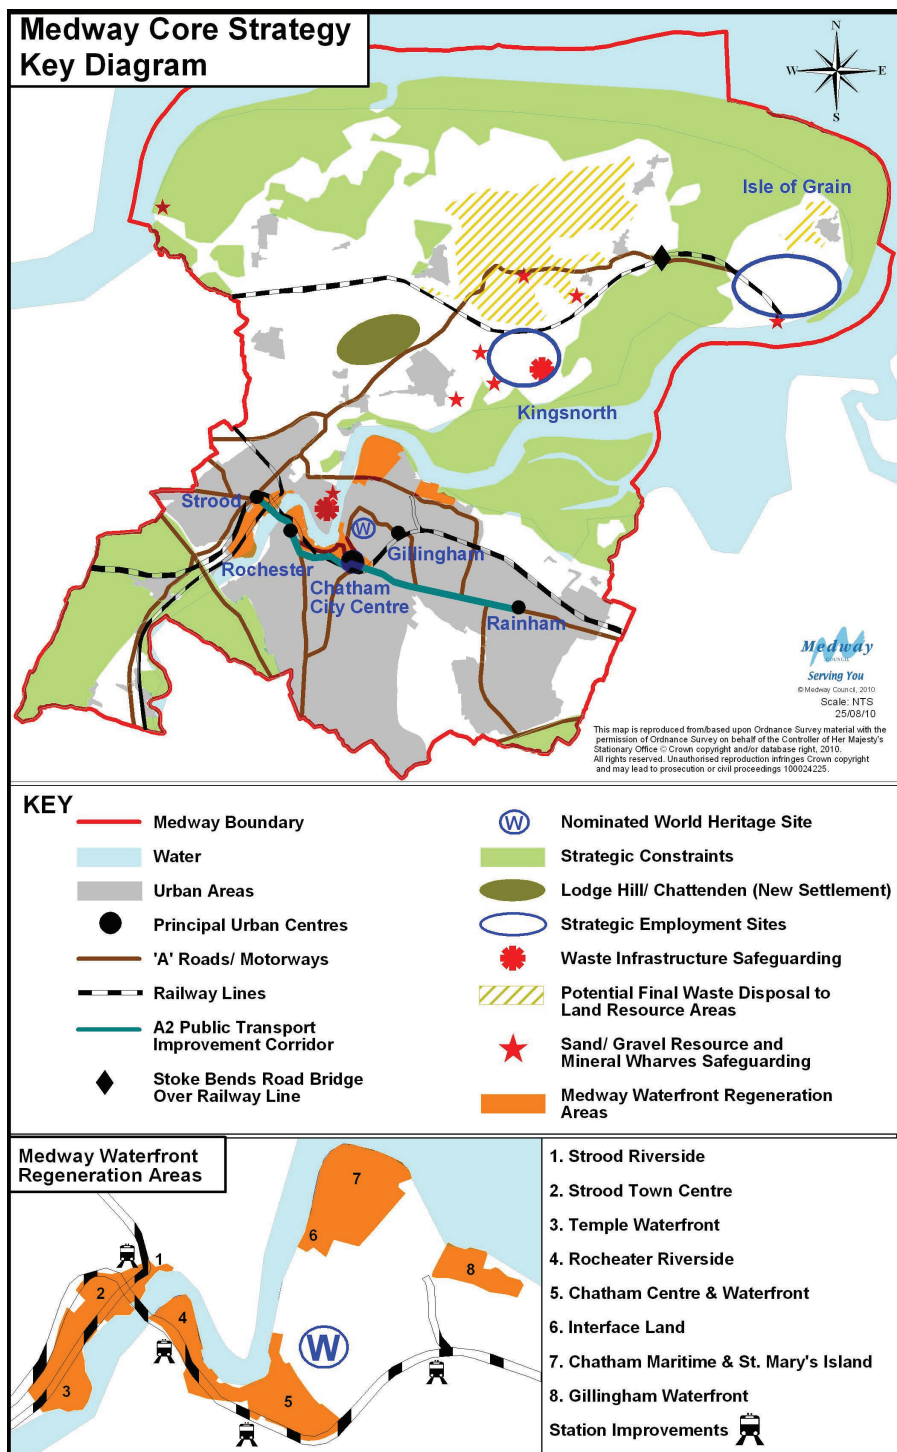 Medway Core Strategy
Key Diagram
N
W
E
S
Isle of Grain
Kingsnorth
Strood
W
Gillingham
Rochester
Chatham
City Centre
Rainham
Medway
COUNCIL
Serving You
© Medway Council, 2010
Scale: NTS
25/08/10
This map is reproduced from/based upon Ordnance Survey material with the
permission of Ordnance Survey on behalf of the Controller of Her Majesty's
Stationary Office © Crown copyright and/or database right, 2010.
All rights reserved. Unauthorised reproduction infringes Crown copyright
and may lead to prosecution or civil proceedings 100024225.
KEY
Medway Boundary
Water
Urban Areas
Principal Urban Centres
'A' Roads/ Motorways
Railway Lines
A2 Public Transport
Improvement Corridor
Stoke Bends Road Bridge
Over Railway Line
W
Nominated World Heritage Site
Strategic Constraints
Lodge Hill/ Chattenden (New Settlement)
Strategic Employment Sites
Waste Infrastructure Safeguarding
Potential Final Waste Disposal to
Land Resource Areas
Sand/ Gravel Resource and
Mineral Wharves Safeguarding
Medway Waterfront Regeneration
Areas
Medway Waterfront
Regeneration Areas
7
6
1
8
2
4
W
3
5
1. Strood Riverside
2. Strood Town Centre
3. Temple Waterfront
4. Rocheater Riverside
5. Chatham Centre & Waterfront
6. Interface Land
7. Chatham Maritime & St. Mary's Island
8. Gillingham Waterfront
Station Improvements